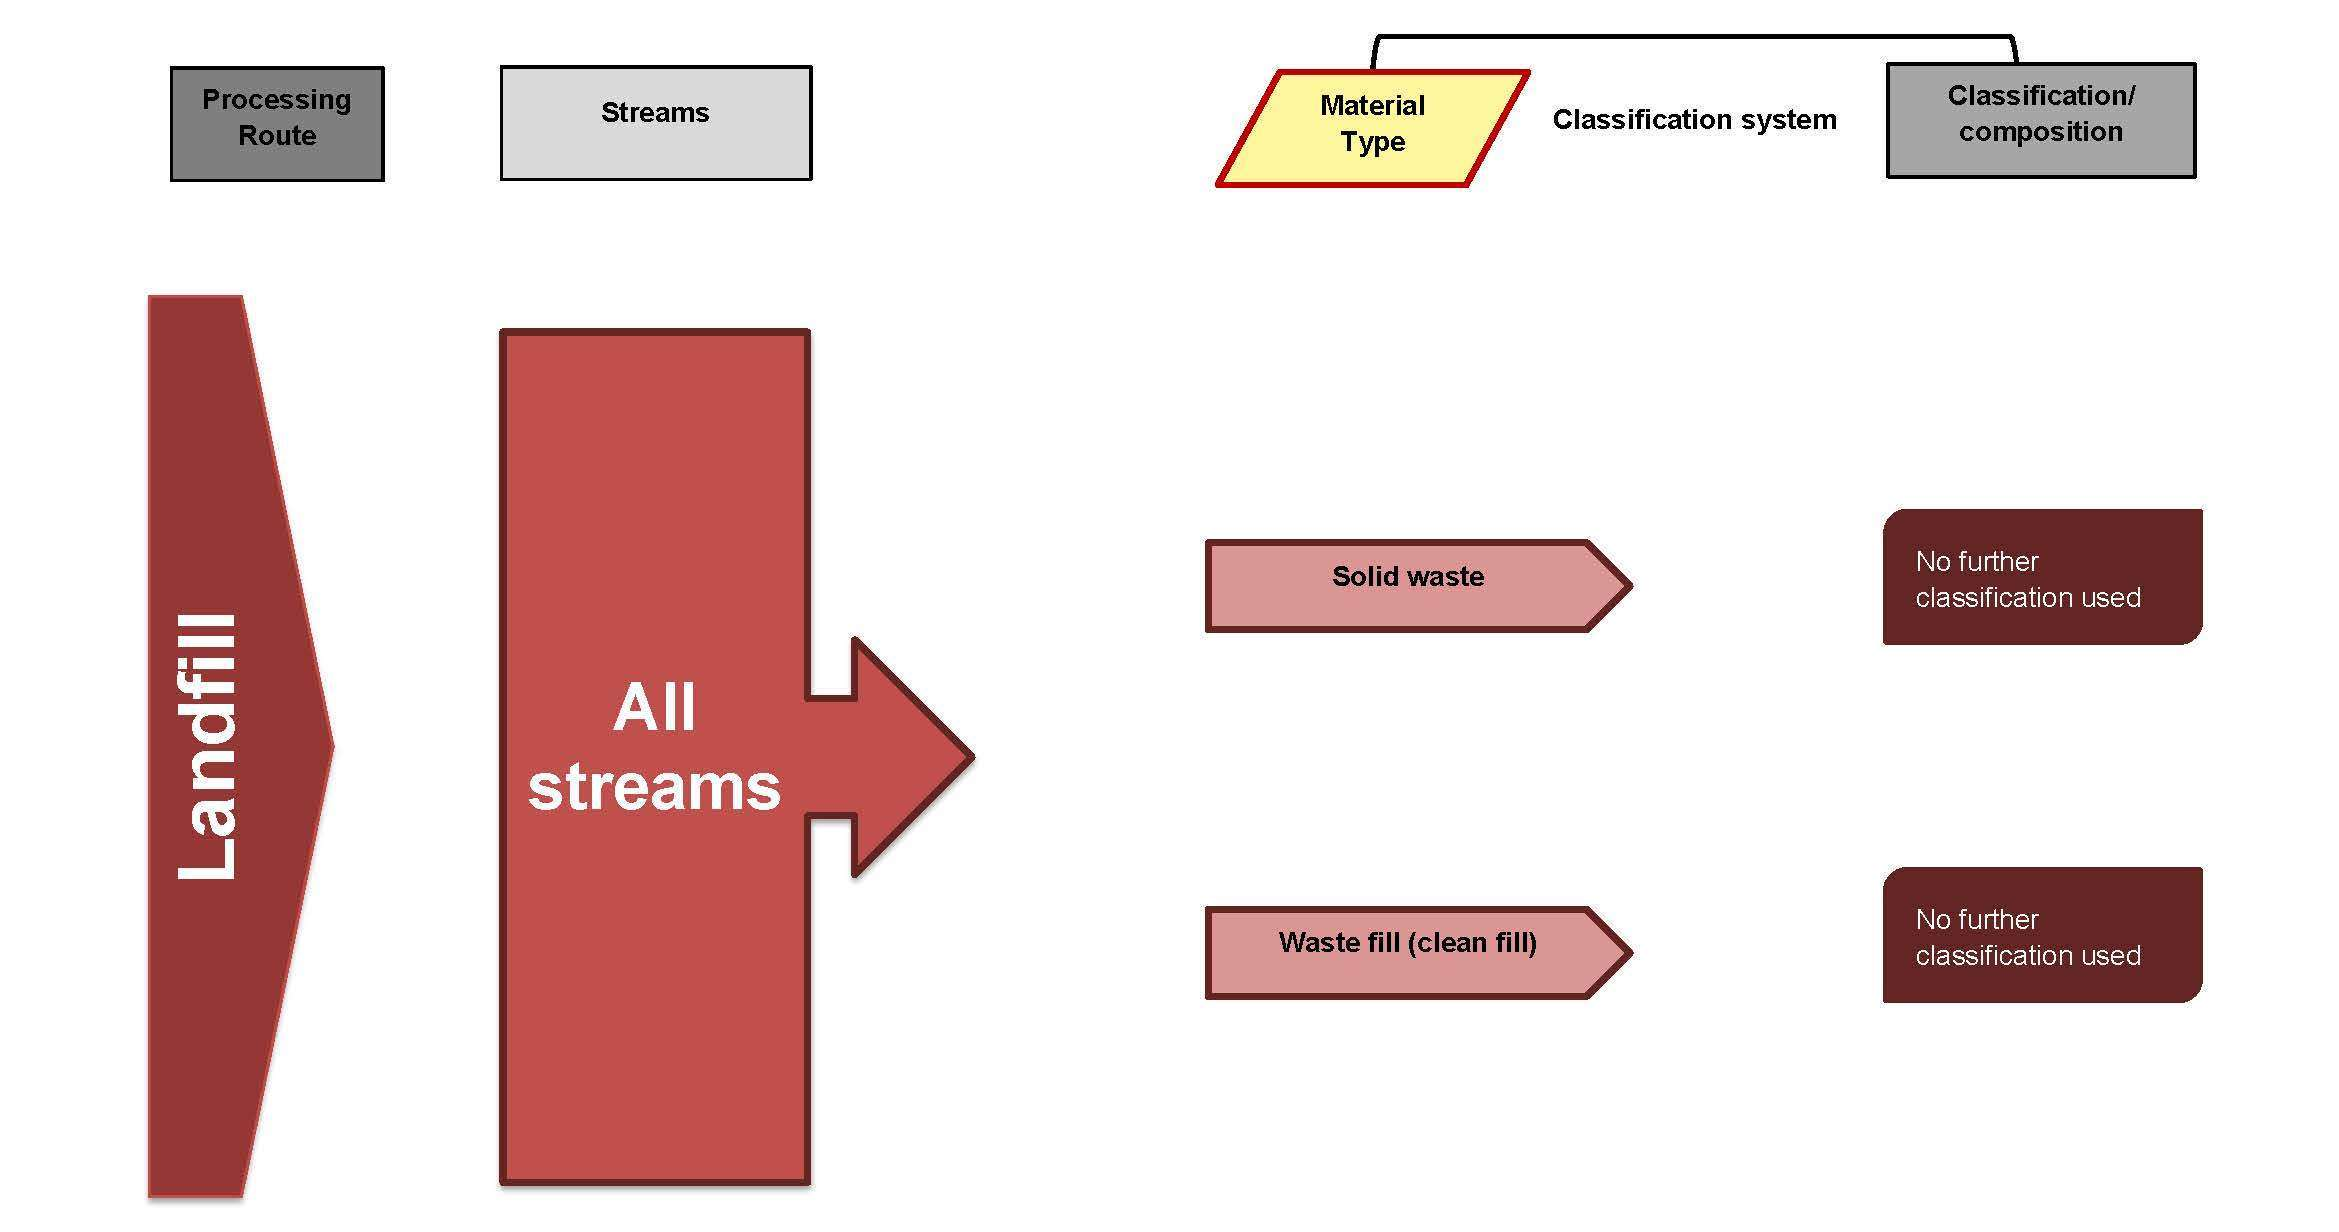 Processing
Route
Streams
Material
Type
Classification system
Classification/
composition
Landfill
All
streams
Solid waste
No further
classification used
Waste fill (clean fill)
No further
classification used